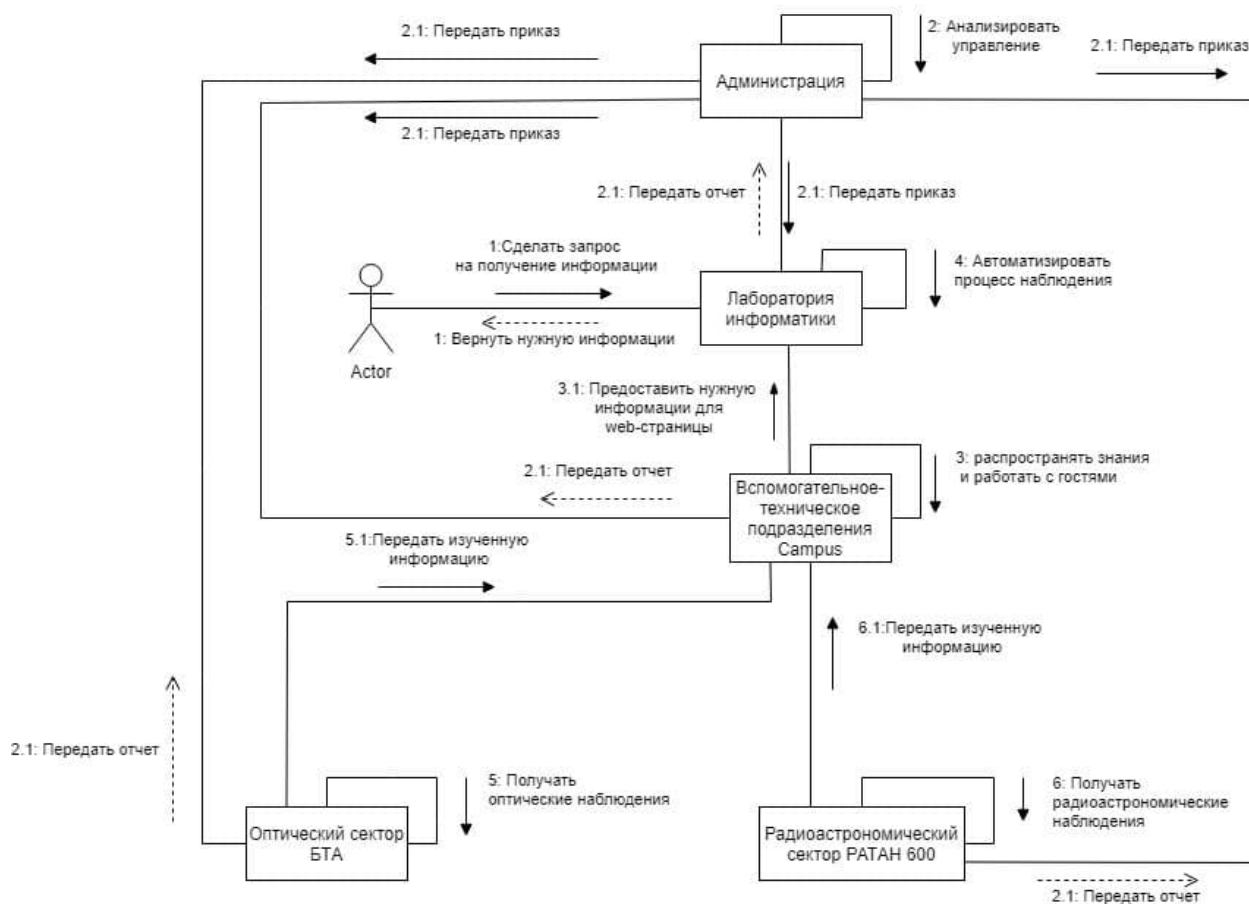 2.1: Передать приказ
2: Анализировать
управление
2.1: Передать приказ
Администрация
2.1: Передать приказ
2.1: Передать отчет
2.1: Передать приказ
1:Сделать запрос
на получение информации
4: Автоматизировать
процесс наблюдения
Лаборатория
информатики
1: Вернуть нужную информации
Actor
3.1: Предоставить нужную
информации для
web-страницы
2.1: Передать отчет
3: распространять знания
и работать с гостями
Вспомогательное-
техническое
подразделения
Campus
5.1:Передать изученную
информацию
6.1:Передать изученную
информацию
2.1: Передать отчет
5: Получать
оптические наблюдения
6: Получать
радиоастрономические
наблюдения
Оптический сектор
БТА
Радиоастрономический
сектор РАТАН 600
2.1: Передать отчет